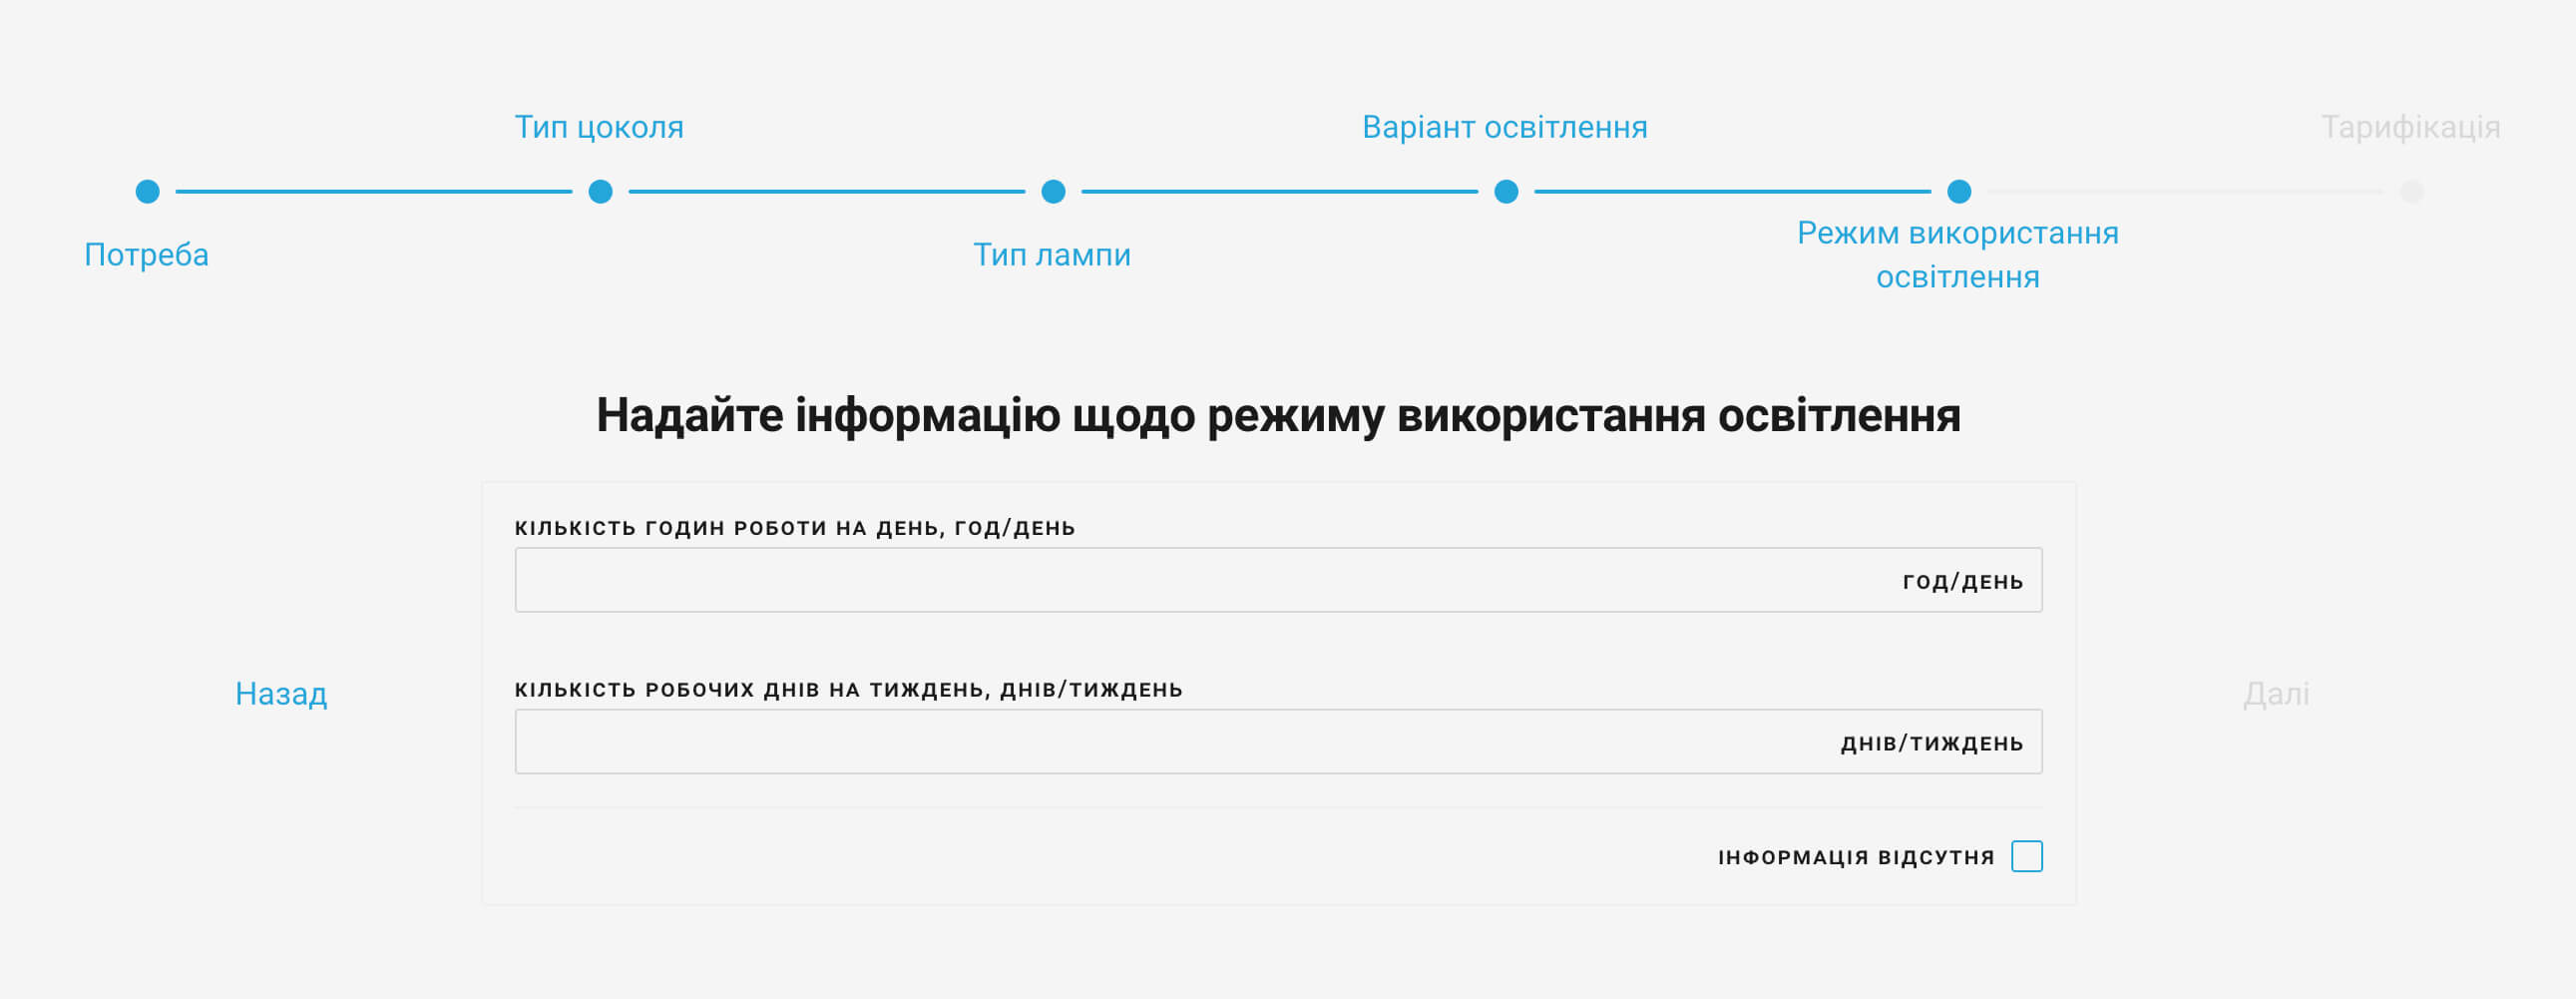 Тип цоколя
Варіант освітлення
Тарифікація
Потреба
Тип лампи
Режим використання
освітлення
Надайте інформацію щодо режиму використання освітлення
КІЛЬКІСТЬ ГОДИН РОБОТИ НА ДЕНЬ, ГОД/ДЕНЬ
ГОД/ДЕНЬ
КІЛЬКІСТЬ РОБОЧИХ ДНІВ НА ТИЖДЕНЬ, ДНІВ/ТИЖДЕНЬ
Назад
Далі
ДНІВ/ТИЖДЕНЬ
ІНФОРМАЦІЯ ВІДСУТНЯ